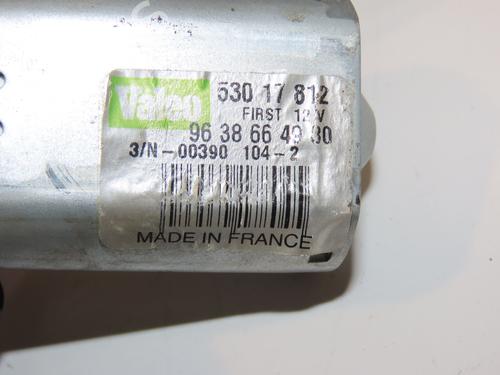 Valeo
530 17 812
FIRST 12 V
96 38 66 49 80
3/N-00390 104-2
MADE IN FRANCE